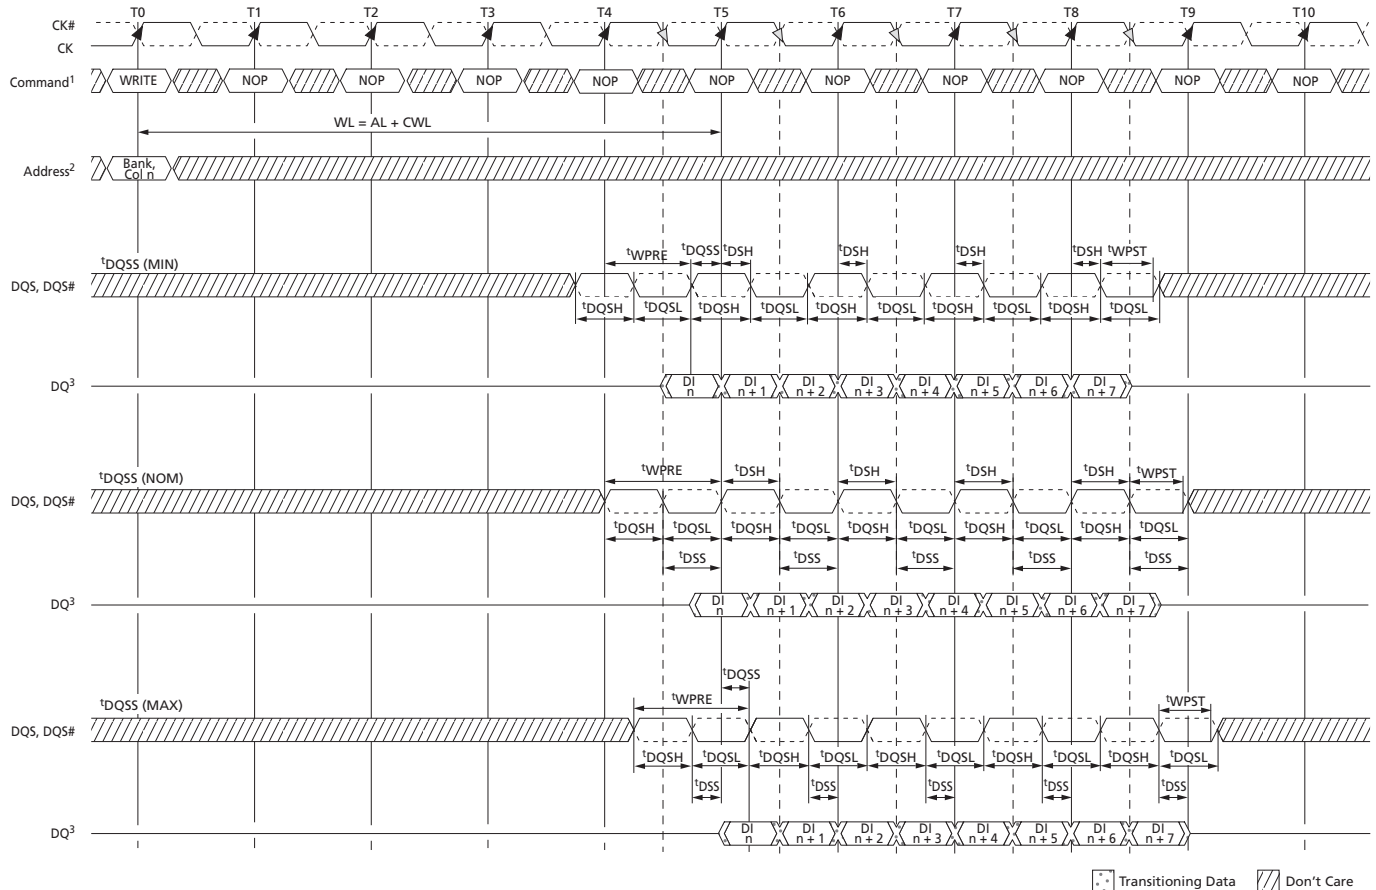 T0 T1 T2 T3 T4 T5 T6 T7 T8 T9 T10
CK#
CK
Command1 WRITE NOP NOP NOP NOP NOP NOP NOP NOP NOP NOP
WL = AL + CWL
Address2 Bank,
Col n
tDQSS (MIN) tWPRE tDQSS tDSH tDSH tDSH tDSH tWPST
DQS, DQS#
tDQSH tDQSL tDQSH tDQSL tDQSH tDQSL tDQSH tDQSL tDQSH tDQSL
DQ3 DI DI DI DI DI DI DI DI
n n + 1 n + 2 n + 3 n + 4 n + 5 n + 6 n + 7
tDQSS (NOM) tWPRE tDSH tDSH tDSH tDSH tWPST
DQS, DQS#
tDQSH tDQSL tDQSH tDQSL tDQSH tDQSL tDQSH tDQSL tDQSH tDQSL
tDSS tDSS tDSS tDSS tDSS
DQ3 DI DI DI DI DI DI DI DI
n n + 1 n + 2 n + 3 n + 4 n + 5 n + 6 n + 7
tDQSS
tDQSS (MAX) tWPRE tWPST
DQS, DQS#
tDQSH tDQSL tDQSH tDQSL tDQSH tDQSL tDQSH tDQSL tDQSH tDQSL
tDSS tDSS tDSS tDSS tDSS
DQ3 DI DI DI DI DI DI DI DI
n n + 1 n + 2 n + 3 n + 4 n + 5 n + 6 n + 7
Transitioning Data Don't Care